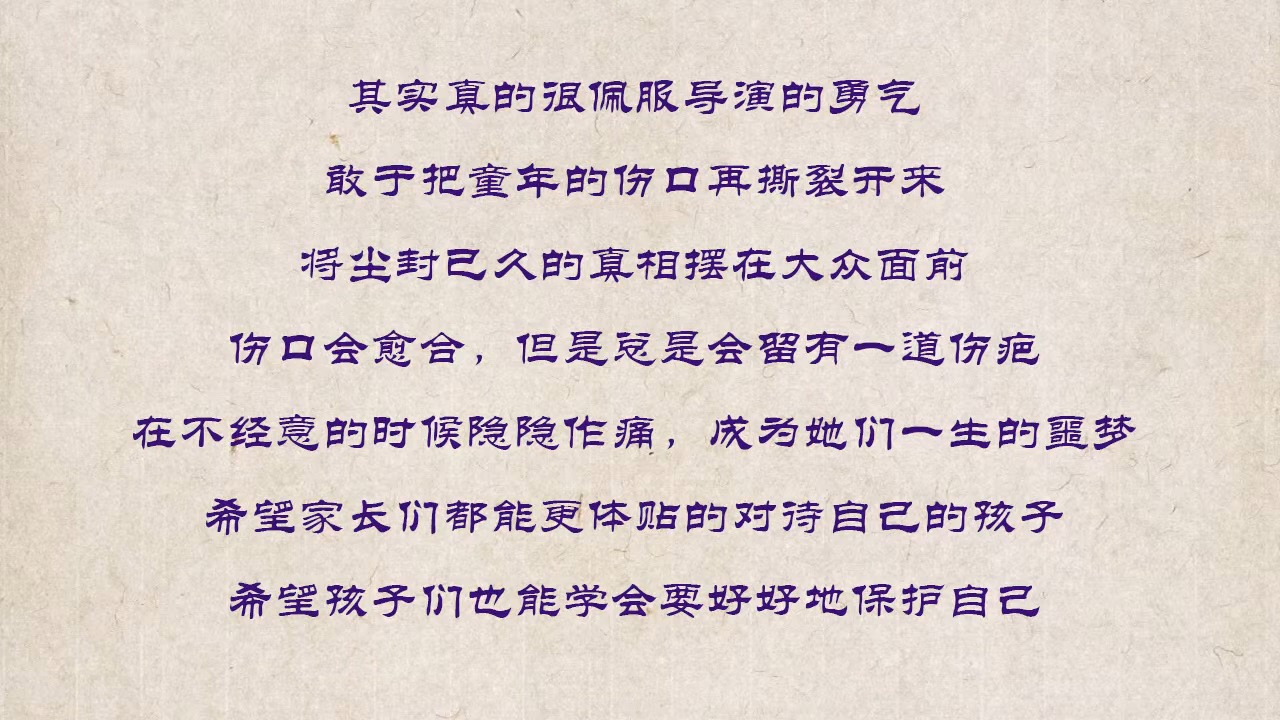 其实真的很佩服导演的勇气
敢于把童年的伤口再撕裂开来
将尘封已久的真相摆在大众面前
伤口会愈合，但是总是会留有一道伤疤
在不经意的时候隐隐作痛，成为她们一生的噩梦
希望家长们都能更体贴的对待自己的孩子
希望孩子们也能学会要好好地保护自己